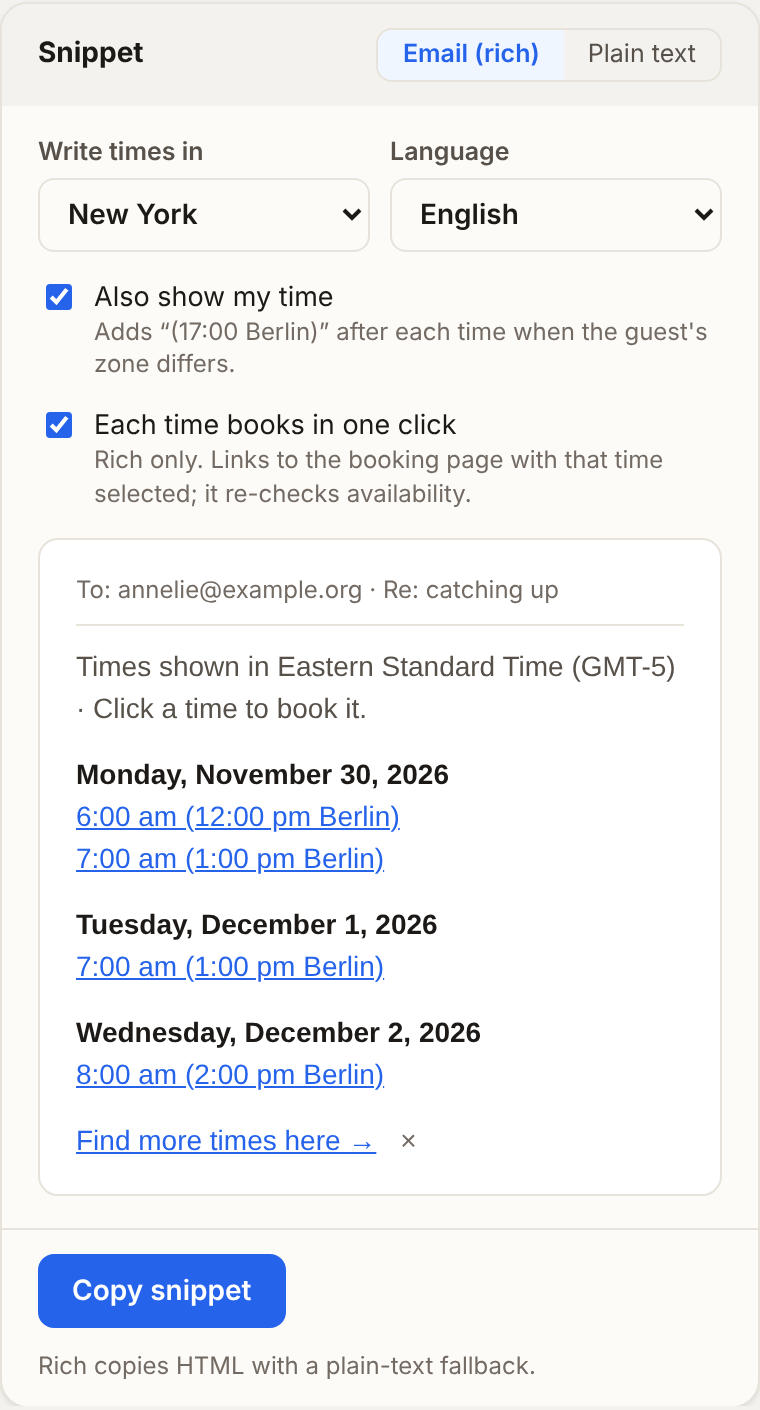 Snippet
Email (rich)
Plain text
Write times in
Language
New York
English
Also show my time
Adds “(17:00 Berlin)” after each time when the guest's
zone differs.
Each time books in one click
Rich only. Links to the booking page with that time
selected; it re-checks availability.
To: annelie@example.org · Re: catching up
Times shown in Eastern Standard Time (GMT-5)
· Click a time to book it.
Monday, November 30, 2026
6:00 am (12:00 pm Berlin)
7:00 am (1:00 pm Berlin)
Tuesday, December 1, 2026
7:00 am (1:00 pm Berlin)
Wednesday, December 2, 2026
8:00 am (2:00 pm Berlin)
Find more times here → ×
Copy snippet
Rich copies HTML with a plain-text fallback.